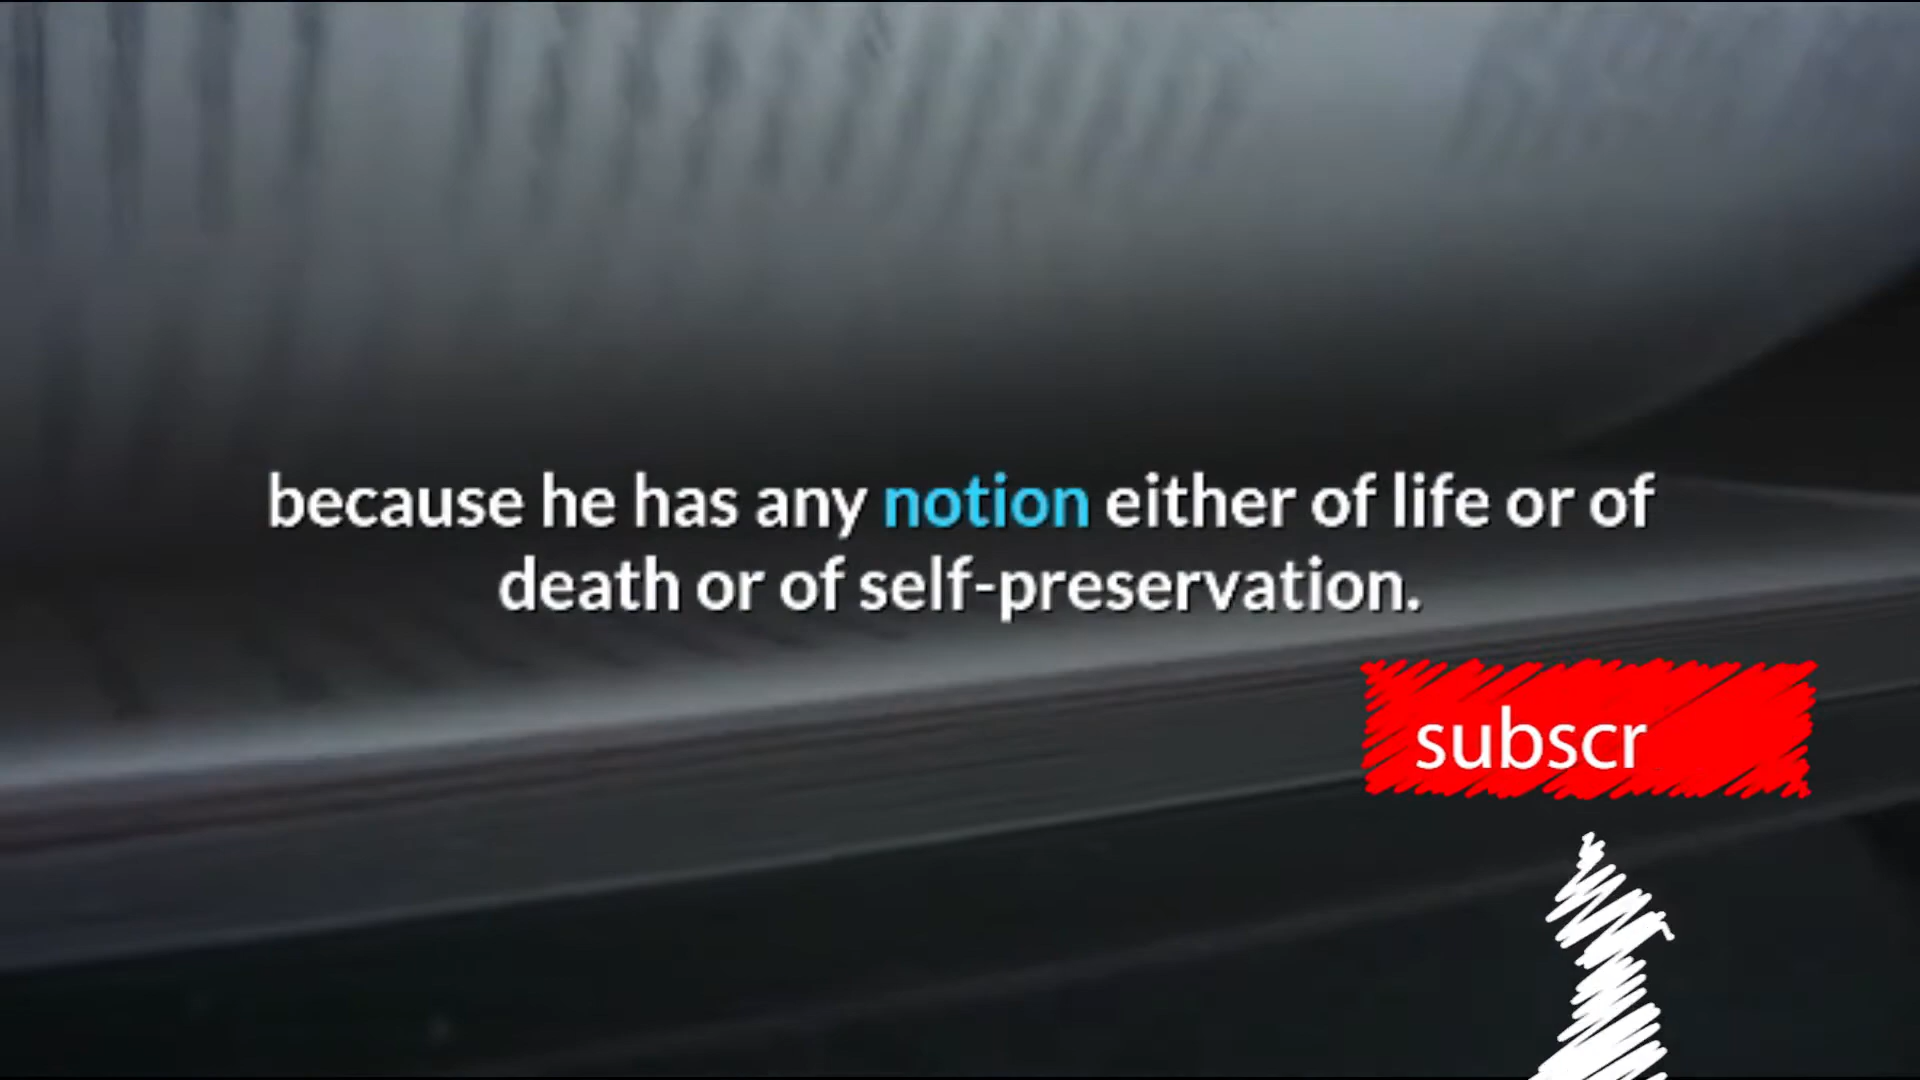 because he has any notion either of life or of
death or of self-preservation.
subscr